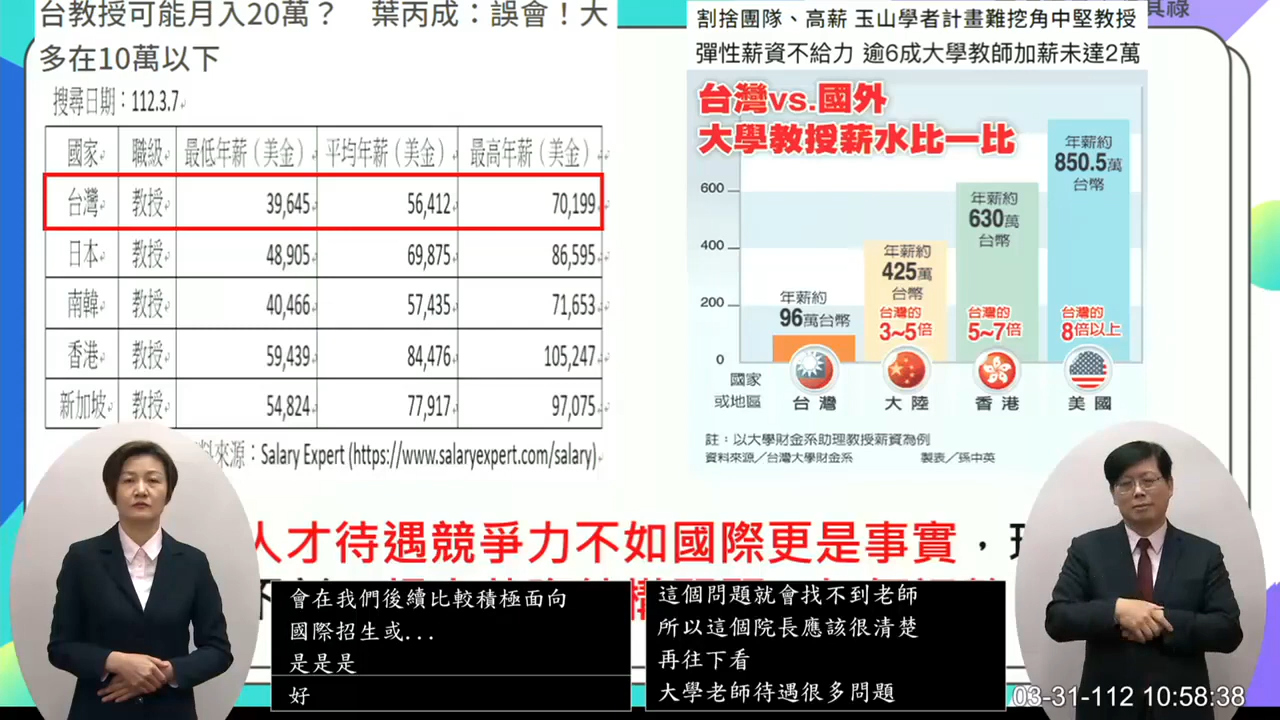 台教授可能月入20萬? 葉丙成:誤會!大
多在10萬以下
搜尋日期:112.3.7
國家 職級 最低年薪(美金) 平均年薪(美金) 最高年薪(美金)
台灣 教授 39,645 56,412 70,199
日本 教授 48,905 69,875 86,595
南韓 教授 40,466 57,435 71,653
香港 教授 59,439 84,476 105,247
新加坡 教授 54,824 77,917 97,075
料來源:Salary Expert (https://www.salaryexpert.com/salary)
其祿
割捨團隊、高薪 玉山學者計畫難挖角中堅教授
彈性薪資不給力 逾6成大學教師加薪未達2萬
台灣vs.國外
大學教授薪水比一比
600
400
200
0
年薪約
96萬台幣
年薪約
425萬
台幣
台灣的
3~5倍
年薪約
630萬
台幣
台灣的
5~7倍
年薪約
850.5萬
台幣
台灣的
8倍以上
國家
或地區
台灣 大陸 香港 美國
註:以大學財金系助理教授薪資為例
資料來源/台灣大學財金系 製表/孫中英
人才待遇競爭力不如國際更是事實,
會在我們後續比較積極面向
國際招生或...
是是是
好
這個問題就會找不到老師
所以這個院長應該很清楚
再往下看
大學老師待遇很多問題
03-31-112 10:58:38